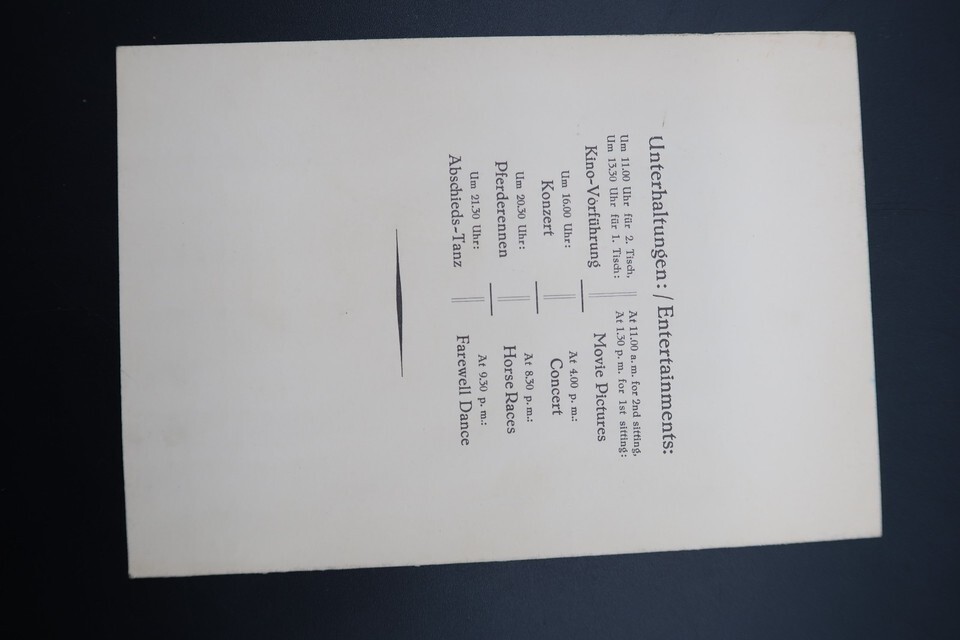 Unterhaltungen: / Entertainments:
Um 11.00 Uhr für 2. Tisch,
Um 13.30 Uhr für 1. Tisch:
Kino-Vorführung
At 11.00 a. m. for 2nd sitting,
At 1.30 p. m. for 1st sitting:
Movie Pictures
Um 16.00 Uhr:
Konzert
At 4.00 p. m.:
Concert
Um 20.30 Uhr:
Pferderennen
At 8.30 p. m.:
Horse Races
Um 21.30 Uhr:
Abschieds-Tanz
At 9.30 p. m.:
Farewell Dance